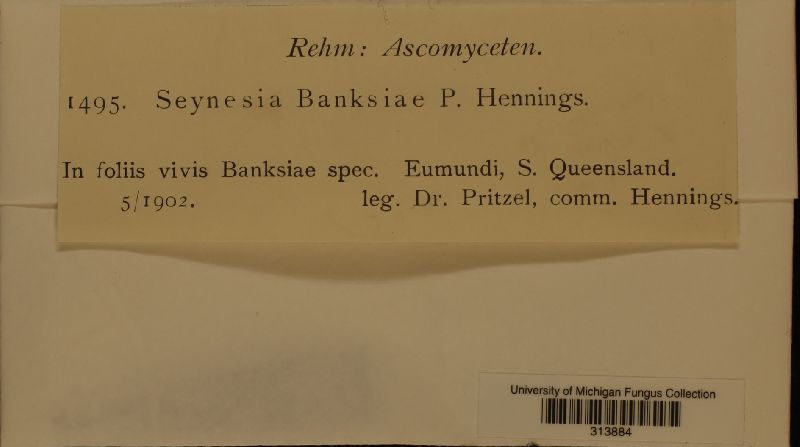 Rehm: Ascomyceten.
1495. Seynesia Banksiae P. Hennings.
In foliis vivis Banksiae spec. Eumundi, S. Queensland.
5/1902. leg. Dr. Pritzel, comm. Hennings.
University of Michigan Fungus Collection
313884